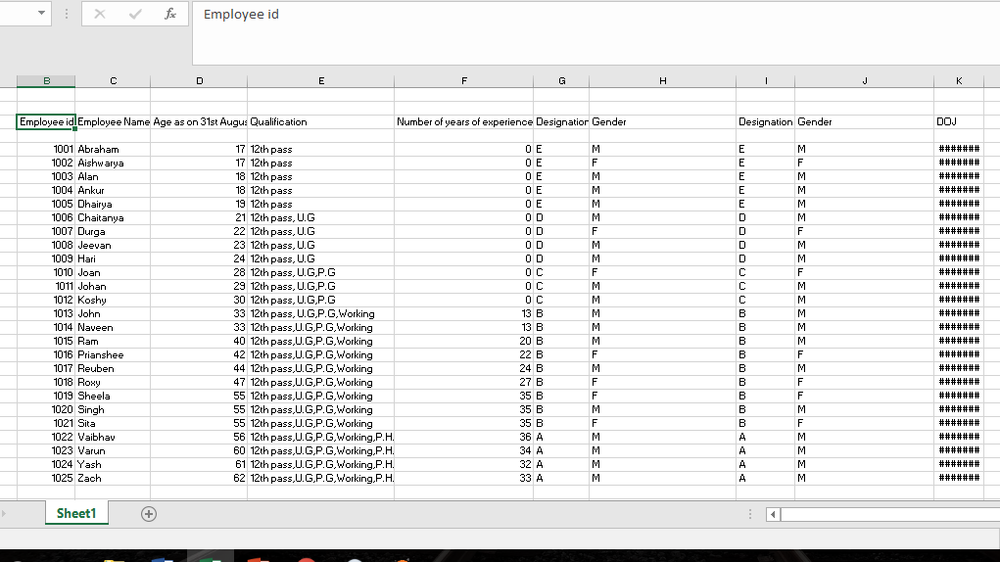 fx Employee id
B C D E F G H I J K
Employee id Employee Name Age as on 31st Augus Qualification Number of years of experience Designation Gender Designation Gender DOJ
1001 Abraham 17 12th pass 0 E M E M #######
1002 Aishwarya 17 12th pass 0 E F E F #######
1003 Alan 18 12th pass 0 E M E M #######
1004 Ankur 18 12th pass 0 E M E M #######
1005 Dhairya 19 12th pass 0 E M E M #######
1006 Chaitanya 21 12th pass, U.G 0 D M D M #######
1007 Durga 22 12th pass, U.G 0 D F D F #######
1008 Jeevan 23 12th pass, U.G 0 D M D M #######
1009 Hari 24 12th pass, U.G 0 D M D M #######
1010 Joan 28 12th pass, U.G,P.G 0 C F C F #######
1011 Johan 29 12th pass, U.G,P.G 0 C M C M #######
1012 Koshy 30 12th pass, U.G,P.G 0 C M C M #######
1013 John 33 12th pass, U.G,P.G,Working 13 B M B M #######
1014 Naveen 33 12th pass,U.G,P.G,Working 13 B M B M #######
1015 Ram 40 12th pass,U.G,P.G,Working 20 B M B M #######
1016 Prianshee 42 12th pass,U.G,P.G,Working 22 B F B F #######
1017 Reuben 44 12th pass,U.G,P.G,Working 24 B M B M #######
1018 Roxy 47 12th pass,U.G,P.G,Working 27 B F B F #######
1019 Sheela 55 12th pass,U.G,P.G,Working 35 B F B F #######
1020 Singh 55 12th pass,U.G,P.G,Working 35 B M B M #######
1021 Sita 55 12th pass,U.G,P.G,Working 35 B F B F #######
1022 Vaibhav 56 12th pass,U.G,P.G,Working,P.H. 36 A M A M #######
1023 Varun 60 12th pass,U.G,P.G,Working,P.H. 34 A M A M #######
1024 Yash 61 12th pass,U.G,P.G,Working,P.H. 32 A M A M #######
1025 Zach 62 12th pass,U.G,P.G,Working,P.H. 33 A M A M #######
Sheet1